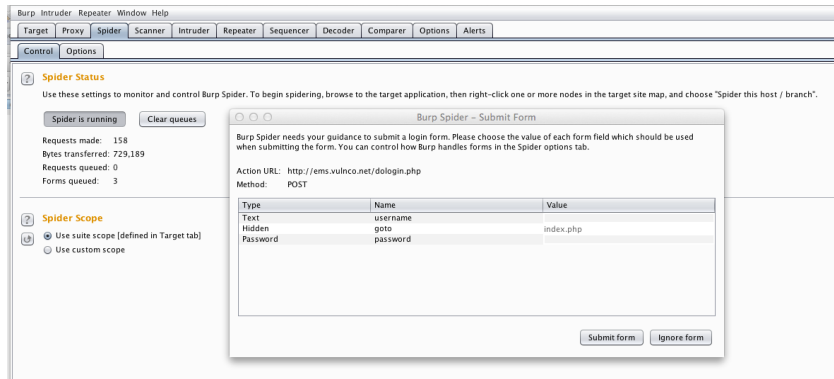 Burp Intruder Repeater Window Help
Target Proxy Spider Scanner Intruder Repeater Sequencer Decoder Comparer Options Alerts
Control Options
? Spider Status
Use these settings to monitor and control Burp Spider. To begin spidering, browse to the target application, then right-click one or more nodes in the target site map, and choose "Spider this host / branch".
Spider is running Clear queues
Requests made: 158
Bytes transferred: 729,189
Requests queued: 0
Forms queued: 3
? Spider Scope
Use suite scope [defined in Target tab]
Use custom scope
Burp Spider – Submit Form
Burp Spider needs your guidance to submit a login form. Please choose the value of each form field which should be used
when submitting the form. You can control how Burp handles forms in the Spider options tab.
Action URL: http://ems.vulnco.net/dologin.php
Method: POST
Type Name Value
Text username
Hidden goto index.php
Password password
Submit form Ignore form